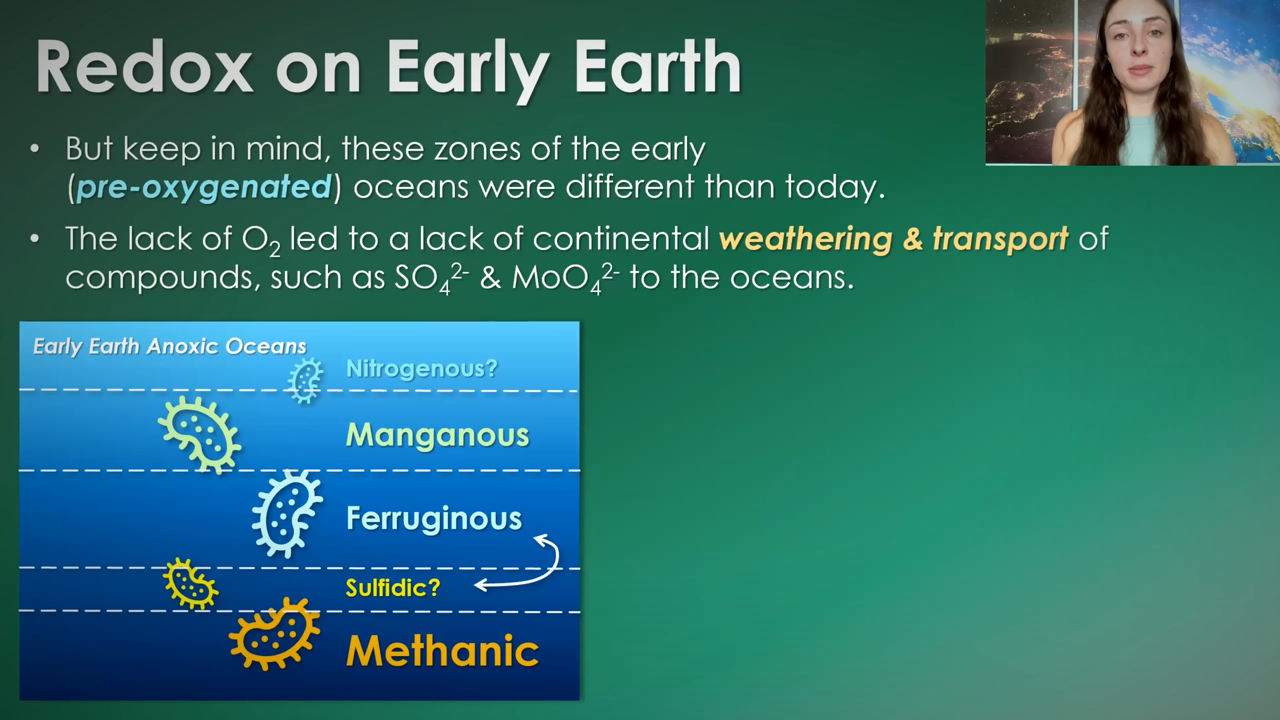 Redox on Early Earth
• But keep in mind, these zones of the early
(pre-oxygenated) oceans were different than today.
• The lack of O₂ led to a lack of continental weathering & transport of
compounds, such as SO₄²⁻ & MoO₄²⁻ to the oceans.
Early Earth Anoxic Oceans
Nitrogenous?
Manganous
Ferruginous
Sulfidic?
Methanic